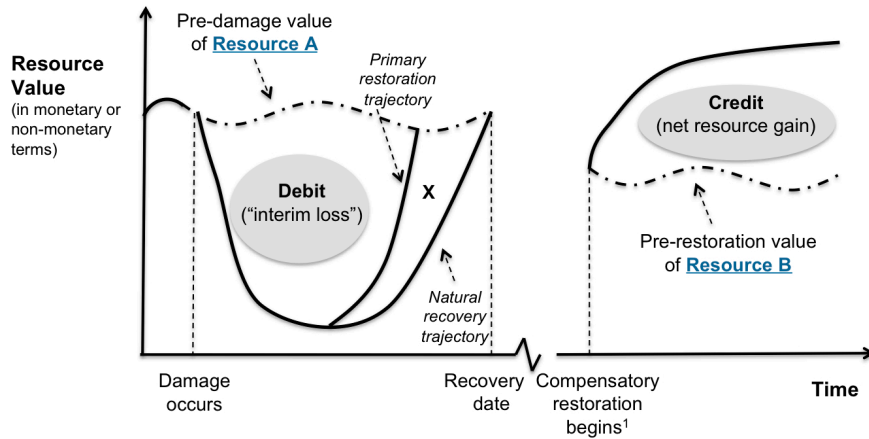 Resource
Value
(in monetary or
non-monetary
terms)
Pre-damage value
of Resource A
Primary
restoration
trajectory
Debit
(“interim loss”)
X
Natural
recovery
trajectory
Credit
(net resource gain)
Pre-restoration value
of Resource B
Damage
occurs
Recovery
date
Compensatory
restoration
begins¹
Time